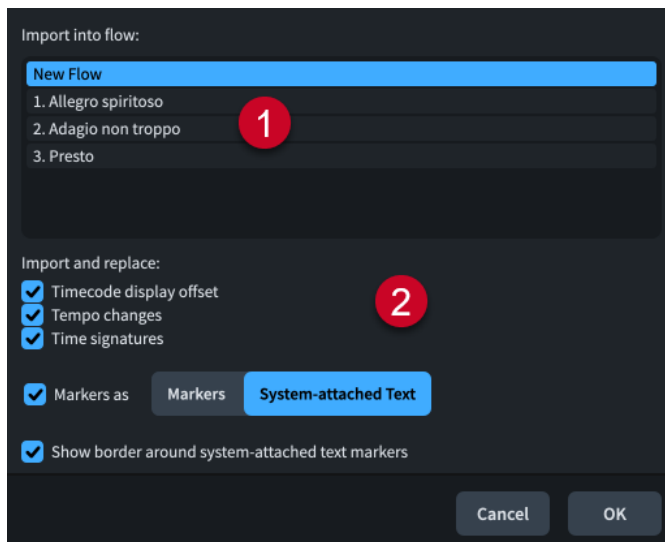 Import into flow:
New Flow
1. Allegro spiritoso
1
2. Adagio non troppo
3. Presto
Import and replace:
Timecode display offset
2
Tempo changes
Time signatures
Markers as Markers System-attached Text
Show border around system-attached text markers
Cancel OK